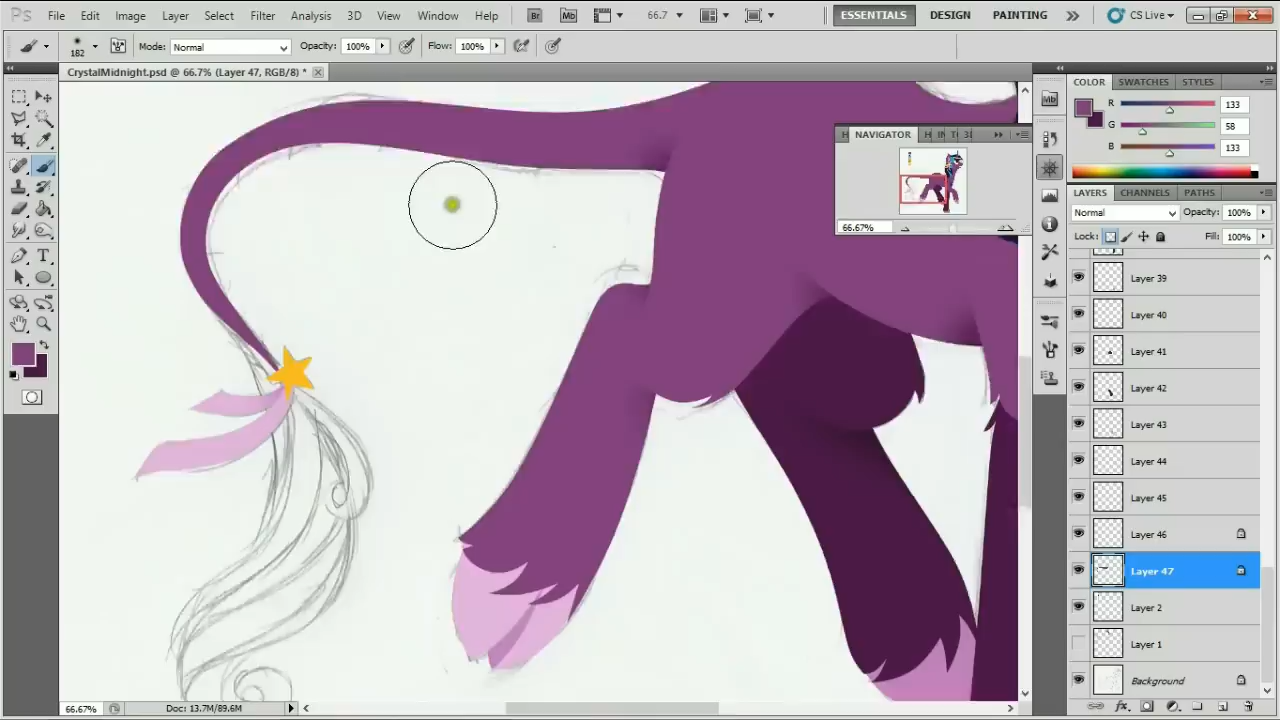 Ps File Edit Image Layer Select Filter Analysis 3D View Window Help Br Mb 66.7 ESSENTIALS DESIGN PAINTING CS Live
182 Mode: Normal Opacity: 100% Flow: 100%
CrystalMidnight.psd @ 66.7% (Layer 47, RGB/8) *
COLOR SWATCHES STYLES
Mb
R 133
G 58
B 133
NAVIGATOR
66.67%
LAYERS CHANNELS PATHS
Normal Opacity: 100%
Lock: Fill: 100%
Layer 39
Layer 40
Layer 41
Layer 42
Layer 43
Layer 44
Layer 45
Layer 46
Layer 47
Layer 2
Layer 1
Background
66.67% Doc: 13.7M/89.6M